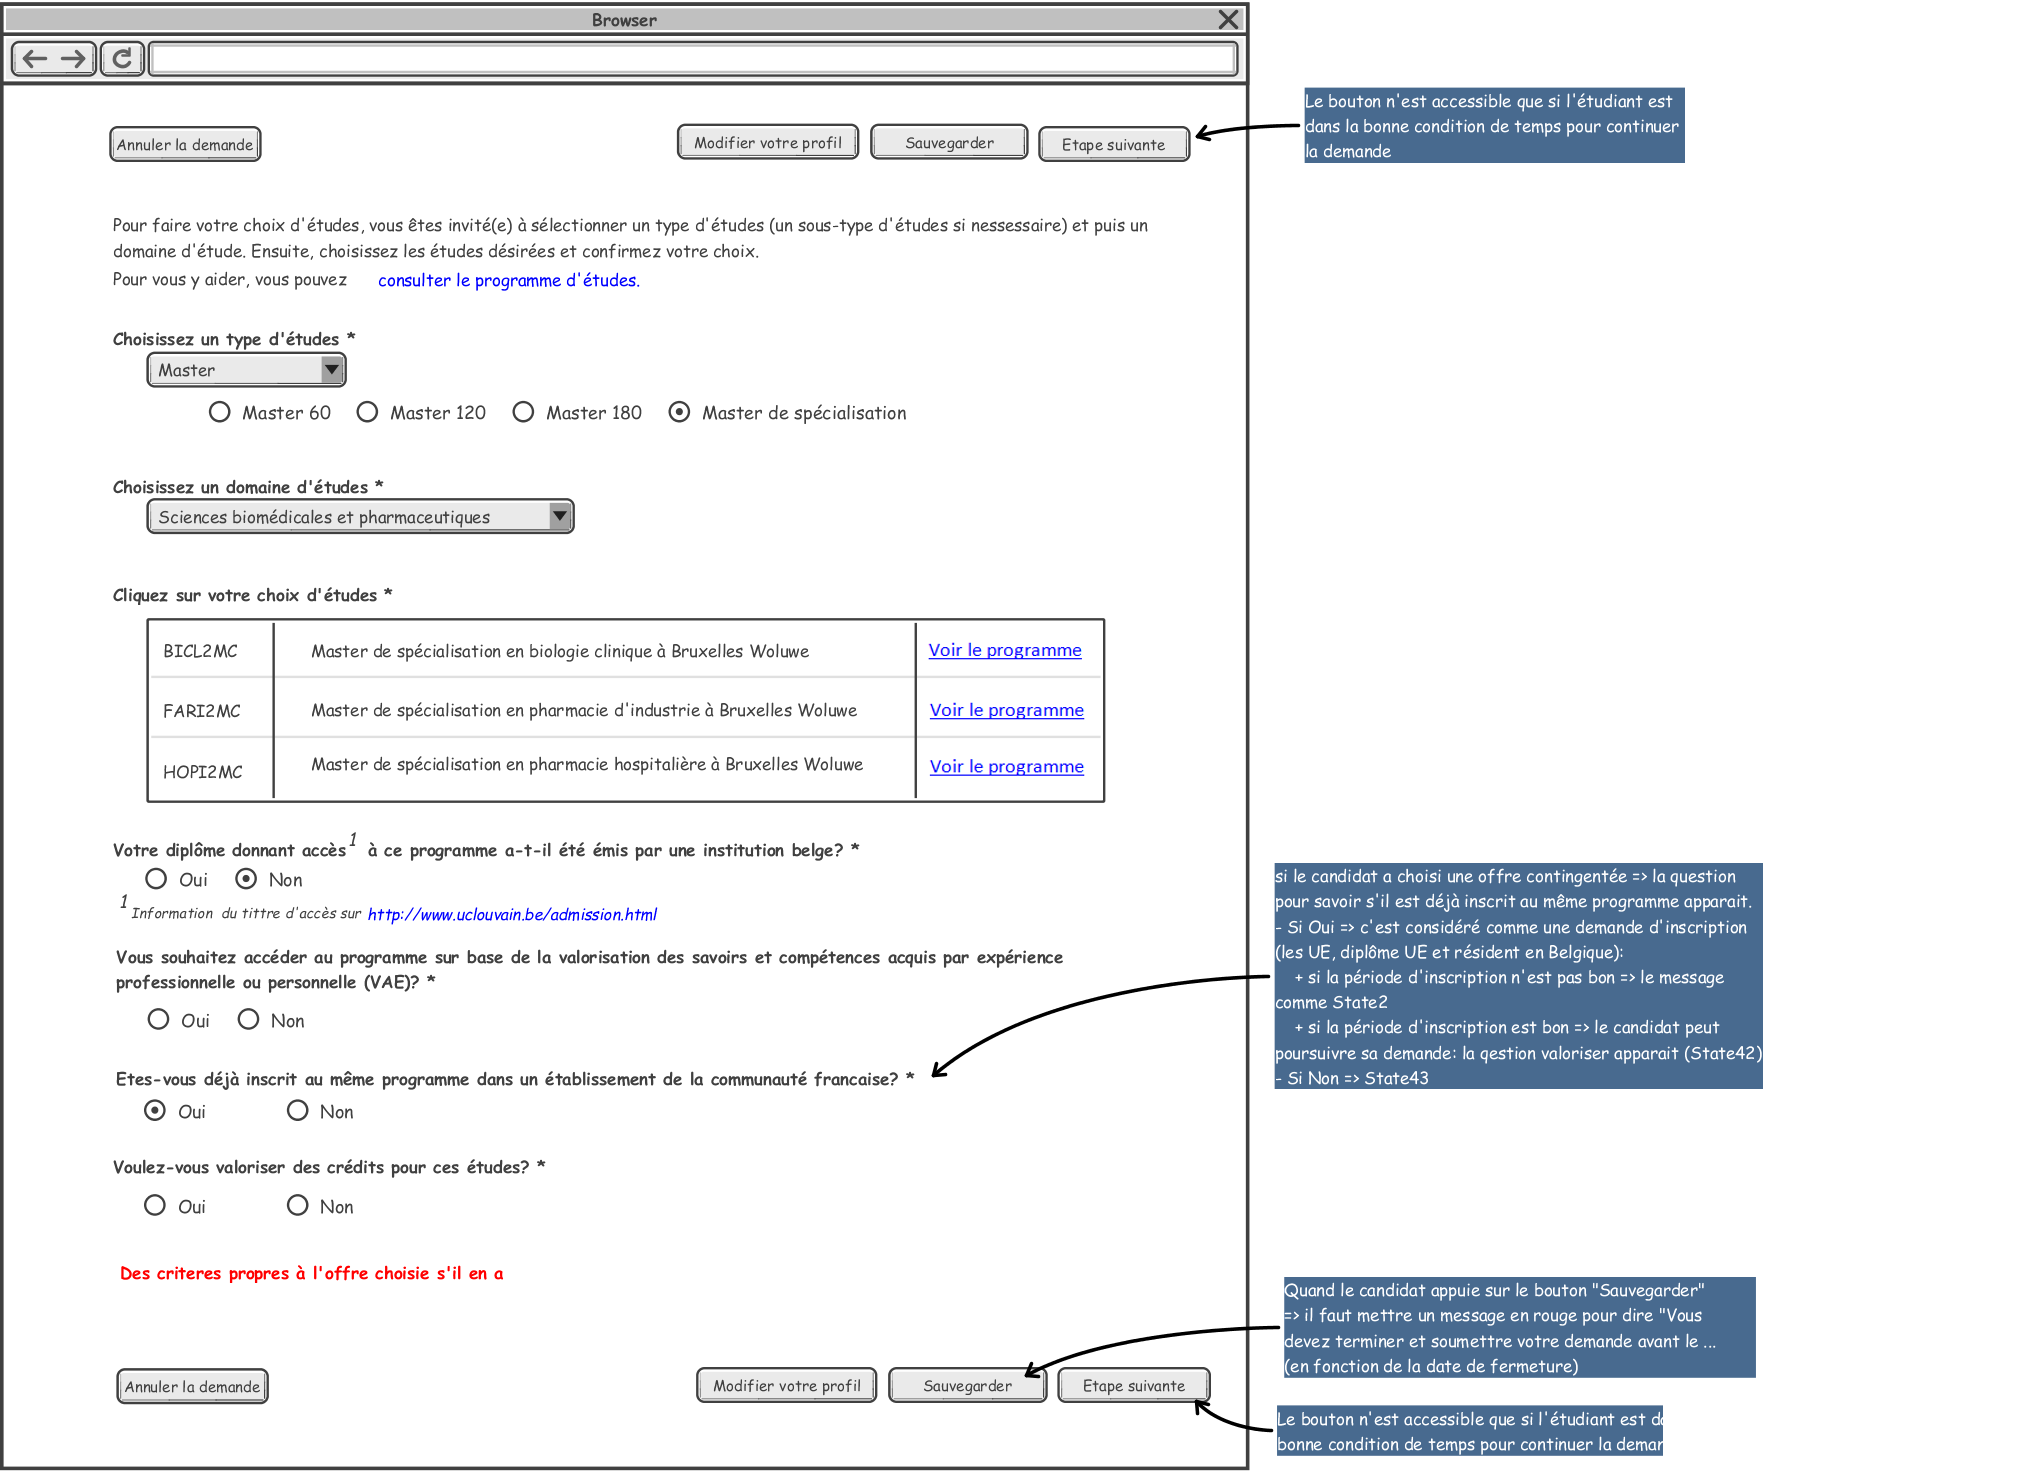 Browser
Annuler la demande
Modifier votre profil
Sauvegarder
Etape suivante
Le bouton n'est accessible que si l'étudiant est
dans la bonne condition de temps pour continuer
la demande
Pour faire votre choix d'études, vous êtes invité(e) à sélectionner un type d'études (un sous-type d'études si nessessaire) et puis un
domaine d'étude. Ensuite, choisissez les études désirées et confirmez votre choix.
Pour vous y aider, vous pouvez consulter le programme d'études.
Choisissez un type d'études *
Master
Master 60 Master 120 Master 180 Master de spécialisation
Choisissez un domaine d'études *
Sciences biomédicales et pharmaceutiques
Cliquez sur votre choix d'études *
BICL2MC Master de spécialisation en biologie clinique à Bruxelles Woluwe Voir le programme
FARI2MC Master de spécialisation en pharmacie d'industrie à Bruxelles Woluwe Voir le programme
HOPI2MC Master de spécialisation en pharmacie hospitalière à Bruxelles Woluwe Voir le programme
Votre diplôme donnant accès 1 à ce programme a-t-il été émis par une institution belge? *
Oui Non
1 Information du tittre d'accès sur http://www.uclouvain.be/admission.html
Vous souhaitez accéder au programme sur base de la valorisation des savoirs et compétences acquis par expérience
professionnelle ou personnelle (VAE)? *
Oui Non
si le candidat a choisi une offre contingentée => la question
pour savoir s'il est déjà inscrit au même programme apparait.
- Si Oui => c'est considéré comme une demande d'inscription
(les UE, diplôme UE et résident en Belgique):
+ si la période d'inscription n'est pas bon => le message
comme State2
+ si la période d'inscription est bon => le candidat peut
poursuivre sa demande: la qestion valoriser apparait (State42)
- Si Non => State43
Etes-vous déjà inscrit au même programme dans un établissement de la communauté francaise? *
Oui Non
Voulez-vous valoriser des crédits pour ces études? *
Oui Non
Des criteres propres à l'offre choisie s'il en a
Quand le candidat appuie sur le bouton "Sauvegarder"
=> il faut mettre un message en rouge pour dire "Vous
devez terminer et soumettre votre demande avant le ...
(en fonction de la date de fermeture)
Annuler la demande
Modifier votre profil
Sauvegarder
Etape suivante
Le bouton n'est accessible que si l'étudiant est
bonne condition de temps pour continuer la